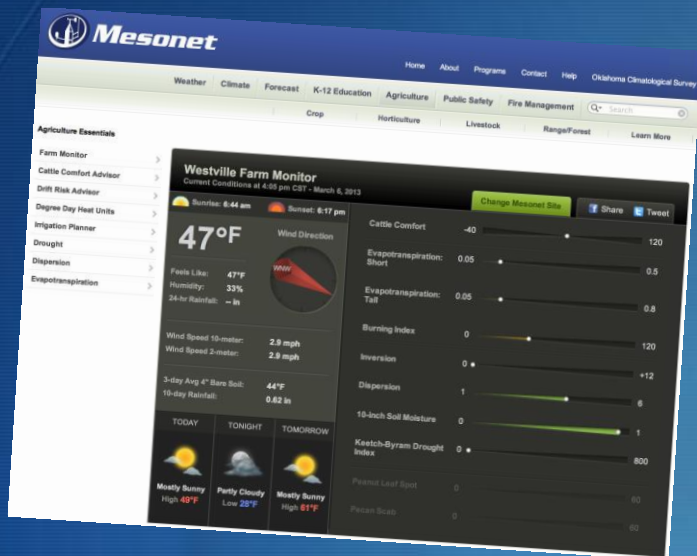 Mesonet
Home About Programs Contact Help Oklahoma Climatological Survey
Weather Climate Forecast K-12 Education Agriculture Public Safety Fire Management Search
Crop Horticulture Livestock Range/Forest Learn More
Agriculture Essentials
Farm Monitor
Cattle Comfort Advisor
Drift Risk Advisor
Degree Day Heat Units
Irrigation Planner
Drought
Dispersion
Evapotranspiration
Westville Farm Monitor
Current Conditions at 4:05 pm CST - March 6, 2013
Change Mesonet Site Share Tweet
Sunrise: 6:44 am Sunset: 6:17 pm
47°F
Wind Direction
WNW
Feels Like: 47°F
Humidity: 33%
24-hr Rainfall: -- in
Wind Speed 10-meter: 2.9 mph
Wind Speed 2-meter: 2.9 mph
3-day Avg 4" Bare Soil: 44°F
10-day Rainfall: 0.62 in
TODAY TONIGHT TOMORROW
Mostly Sunny Partly Cloudy Mostly Sunny
High 49°F Low 28°F High 61°F
Cattle Comfort -40 120
Evapotranspiration: 0.05 0.5
Short
Evapotranspiration: 0.05 0.8
Tall
Burning Index 0 120
Inversion 0 +12
Dispersion 1 6
10-inch Soil Moisture 0 1
Keetch-Byram Drought 0 800
Index
Peanut Leaf Spot 0 60
Pecan Scab 0 60